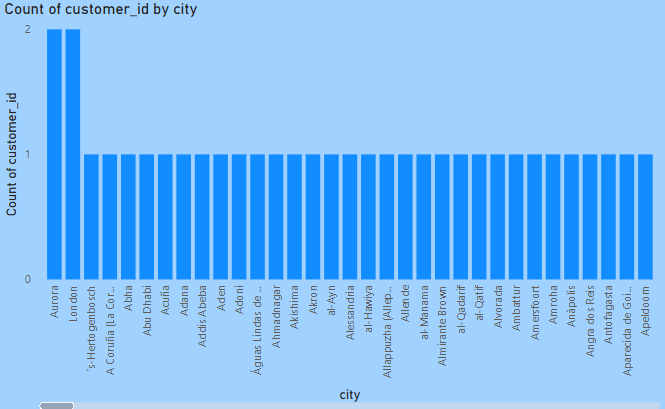 Count of customer_id by city
Count of customer_id
2
1
0
Aurora
London
's-Hertogenbosch
A Coruña (La Cor...
Abha
Abu Dhabi
Acuña
Adana
Addis Abeba
Aden
Adoni
Águas Lindas de ...
Ahmadnagar
Akishima
Akron
al-Ayn
Alessandria
al-Hawiya
Allappuzha (Allep...
Allende
al-Manama
Almirante Brown
al-Qadarif
al-Qatif
Alvorada
Ambattur
Amersfoort
Amroha
Anápolis
Angra dos Reis
Antofagasta
Aparecida de Goi...
Apeldoorn
city